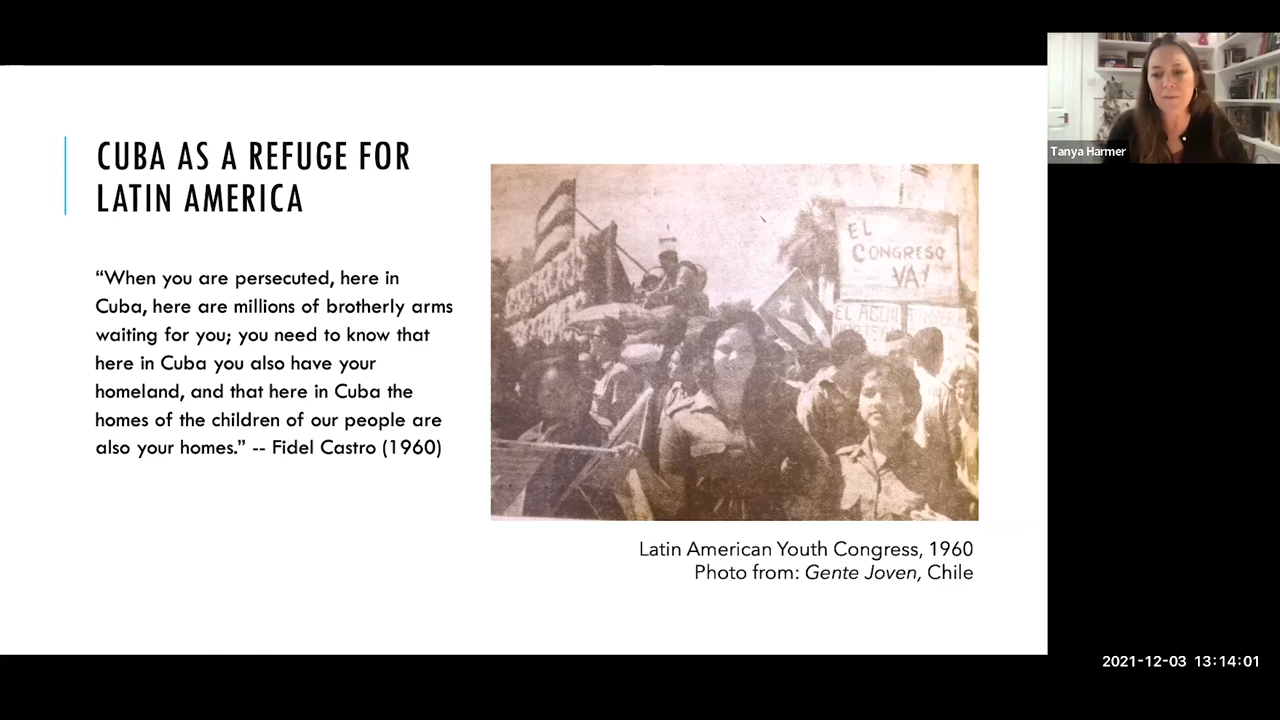 CUBA AS A REFUGE FOR
LATIN AMERICA
“When you are persecuted, here in
Cuba, here are millions of brotherly arms
waiting for you; you need to know that
here in Cuba you also have your
homeland, and that here in Cuba the
homes of the children of our people are
also your homes.” -- Fidel Castro (1960)
EL
CONGRESO
VA!
EL
Latin American Youth Congress, 1960
Photo from: Gente Joven, Chile
Tanya Harmer
2021-12-03 13:14:01